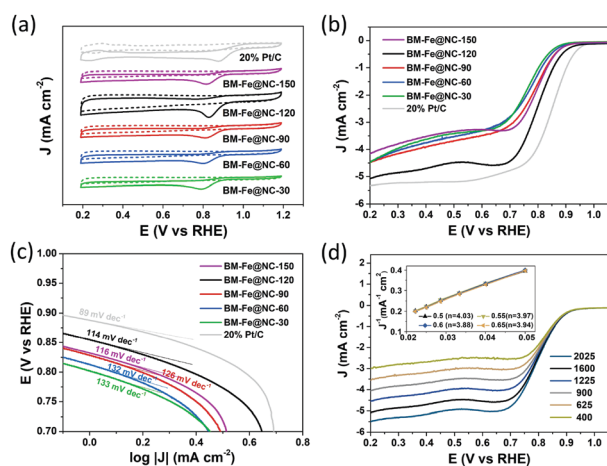 (a)
20% Pt/C
BM-Fe@NC-150
BM-Fe@NC-120
BM-Fe@NC-90
BM-Fe@NC-60
BM-Fe@NC-30
J (mA cm⁻²)
0.2 0.4 0.6 0.8 1.0 1.2
E (V vs RHE)
(b)
BM-Fe@NC-150
BM-Fe@NC-120
BM-Fe@NC-90
BM-Fe@NC-60
BM-Fe@NC-30
20% Pt/C
J (mA cm⁻²)
0
-1
-2
-3
-4
-5
-6
0.2 0.3 0.4 0.5 0.6 0.7 0.8 0.9 1.0
E (V vs RHE)
(c)
BM-Fe@NC-150
BM-Fe@NC-120
BM-Fe@NC-90
BM-Fe@NC-60
BM-Fe@NC-30
20% Pt/C
89 mV dec⁻¹
114 mV dec⁻¹
116 mV dec⁻¹
126 mV dec⁻¹
132 mV dec⁻¹
133 mV dec⁻¹
E (V vs RHE)
1.00
0.95
0.90
0.85
0.80
0.75
0.70
0.0 0.2 0.4 0.6 0.8
log |J| (mA cm⁻²)
(d)
J⁻¹(mA⁻¹ cm²)
0.4
0.2
0.0
0.5 (n=4.03) 0.55(n=3.97)
0.6 (n=3.88) 0.65(n=3.94)
0.02 0.03 0.04 0.05
2025
1600
1225
900
625
400
J (mA cm⁻²)
0
-1
-2
-3
-4
-5
-6
0.2 0.4 0.6 0.8 1.0
E (V vs RHE)